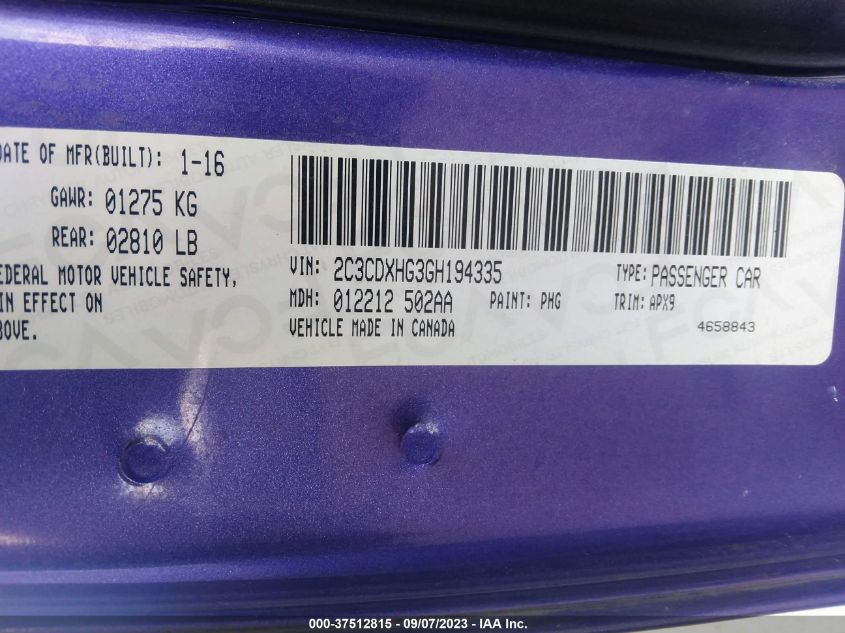 DATE OF MFR(BUILT): 1-16
GAWR: 01275 KG
REAR: 02810 LB
FEDERAL MOTOR VEHICLE SAFETY,
IN EFFECT ON
ABOVE.
VIN: 2C3CDXHG3GH194335
TYPE: PASSENGER CAR
MDH: 012212 502AA
PAINT: PHG
TRIM: APX9
VEHICLE MADE IN CANADA
4658843
000-37512815 - 09/07/2023 - IAA Inc.